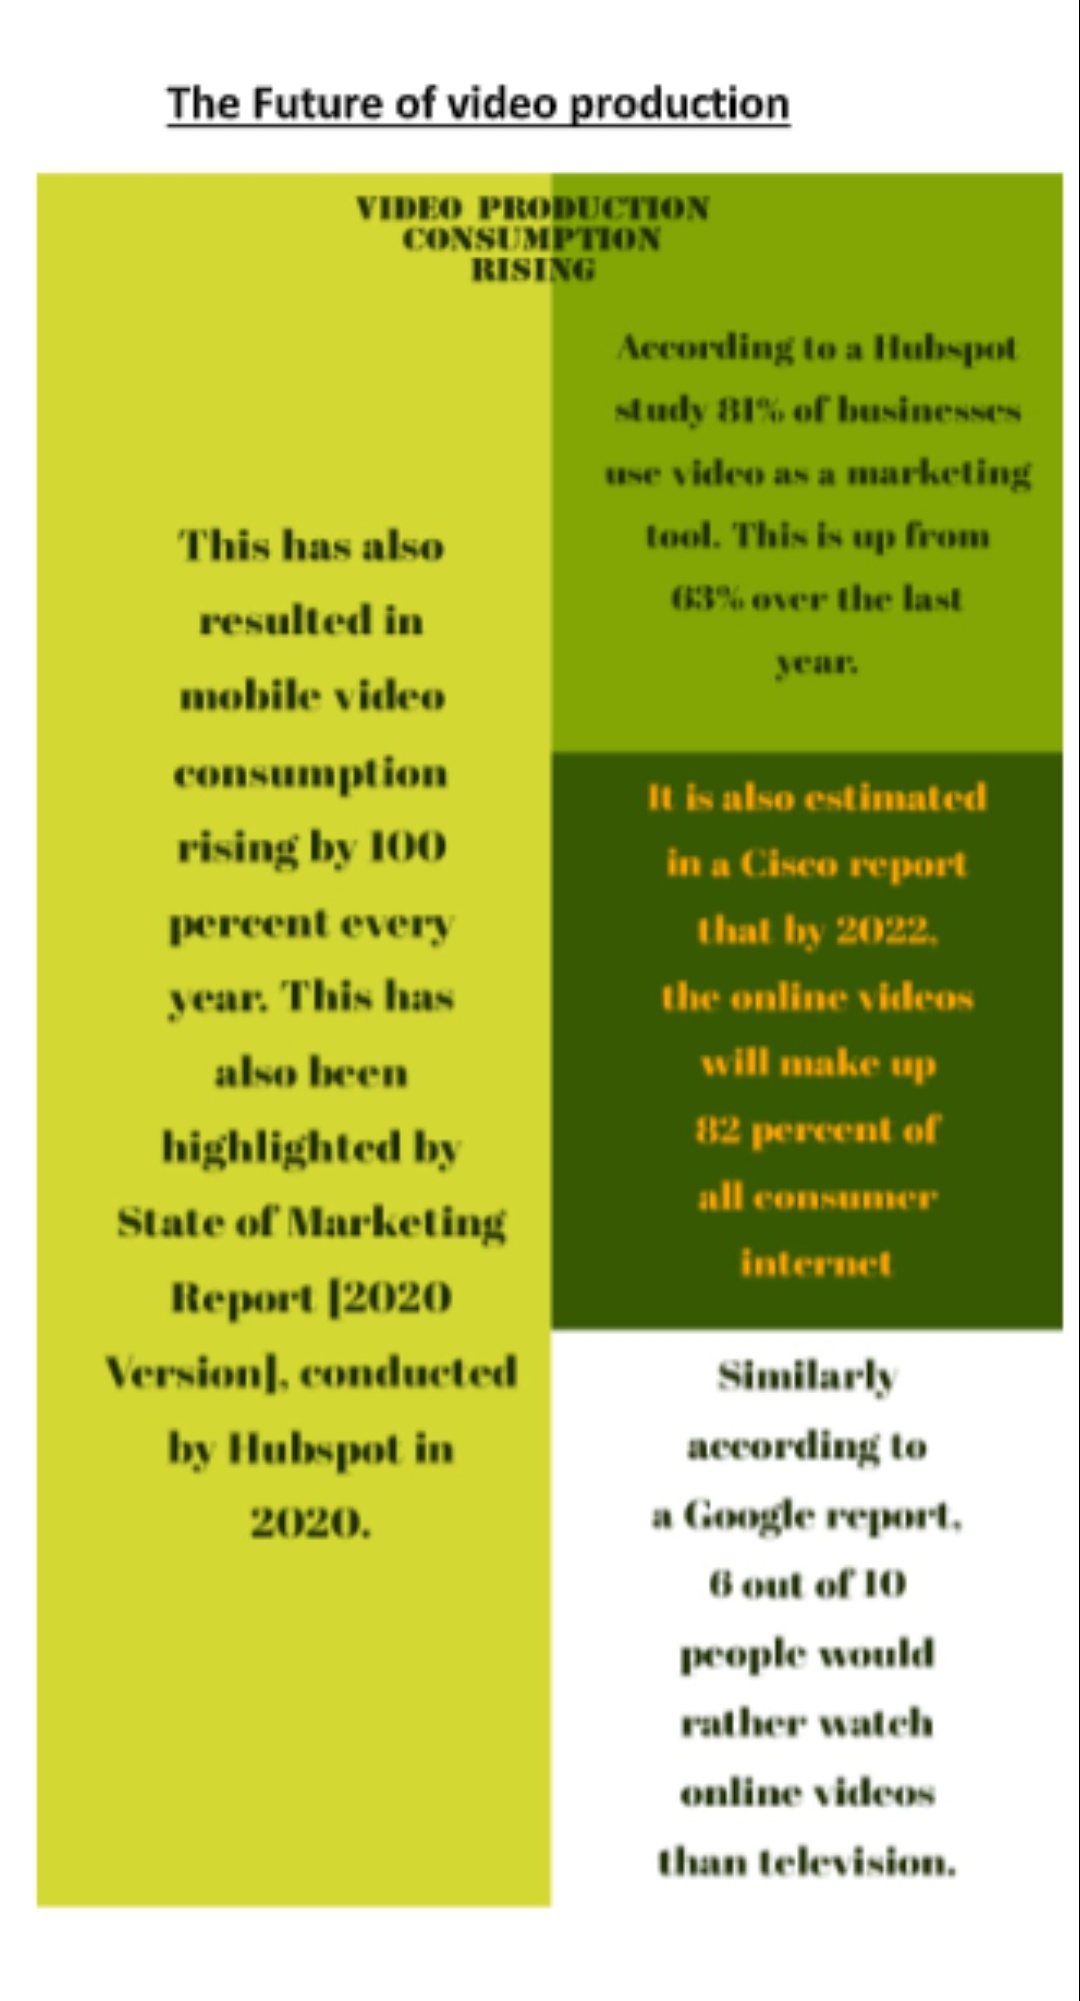 The Future of video production
VIDEO PRODUCTION
CONSUMPTION
RISING
This has also
resulted in
mobile video
consumption
rising by 100
percent every
year. This has
also been
highlighted by
State of Marketing
Report [2020
Version], conducted
by Hubspot in
2020.
According to a Hubspot
study 81% of businesses
use video as a marketing
tool. This is up from
63% over the last
year.
It is also estimated
in a Cisco report
that by 2022,
the online videos
will make up
82 percent of
all consumer
internet
Similarly
according to
a Google report,
6 out of 10
people would
rather watch
online videos
than television.